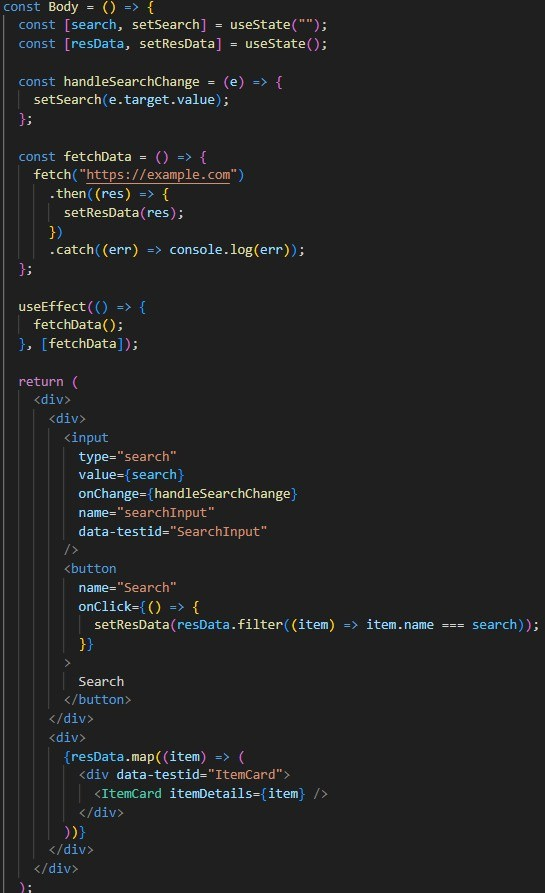 const Body = () => {
  const [search, setSearch] = useState("");
  const [resData, setResData] = useState();

  const handleSearchChange = (e) => {
    setSearch(e.target.value);
  };

  const fetchData = () => {
    fetch("https://example.com")
      .then((res) => {
        setResData(res);
      })
      .catch((err) => console.log(err));
  };

  useEffect(() => {
    fetchData();
  }, [fetchData]);

  return (
    <div>
      <div>
        <input
          type="search"
          value={search}
          onChange={handleSearchChange}
          name="searchInput"
          data-testid="SearchInput"
        />
        <button
          name="Search"
          onClick={() => {
            setResData(resData.filter((item) => item.name === search));
          }}
        >
          Search
        </button>
      </div>
      <div>
        {resData.map((item) => (
          <div data-testid="ItemCard">
            <ItemCard itemDetails={item} />
          </div>
        ))}
      </div>
    </div>
  );